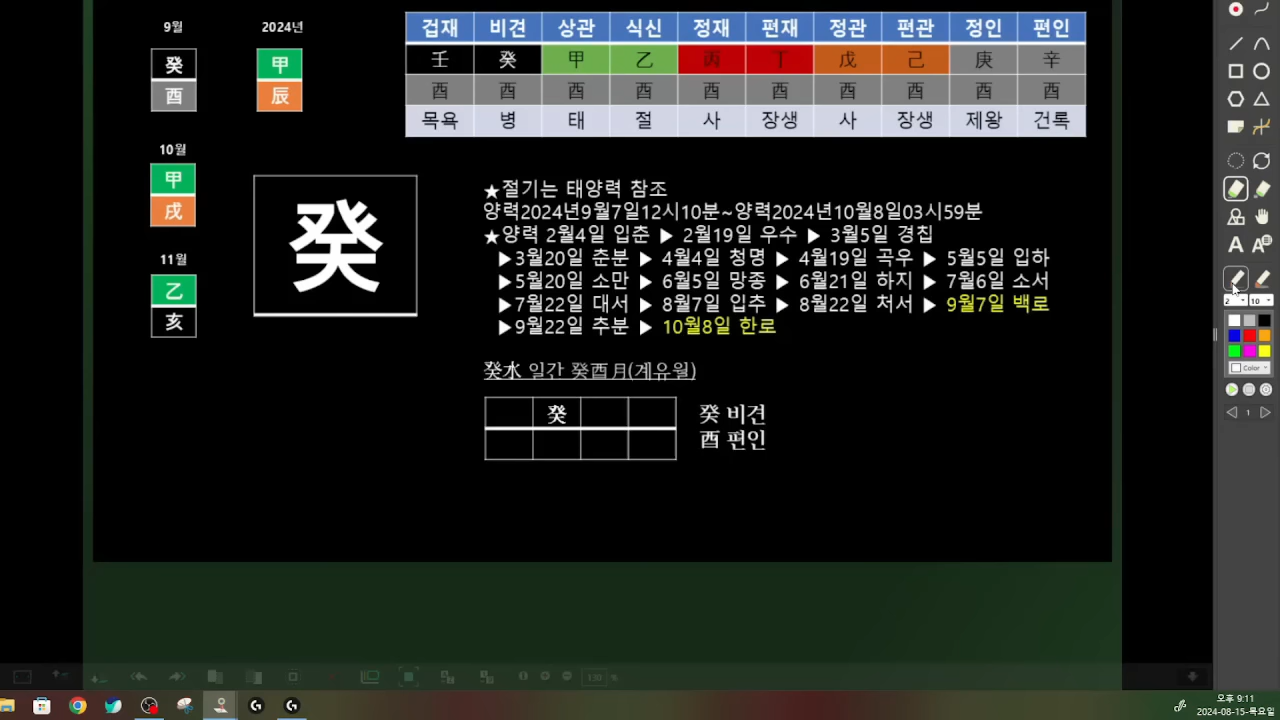 9월
2024년
癸
甲
酉
辰
10월
甲
戌
11월
乙
亥
癸
겁재 비견 상관 식신 정재 편재 정관 편관 정인 편인
壬 癸 甲 乙 丙 丁 戊 己 庚 辛
酉 酉 酉 酉 酉 酉 酉 酉 酉 酉
목욕 병 태 절 사 장생 사 장생 제왕 건록
★절기는 태양력 참조
양력2024년9월7일12시10분~양력2024년10월8일03시59분
★양력 2월4일 입춘 ▶ 2월19일 우수 ▶ 3월5일 경칩
▶3월20일 춘분 ▶ 4월4일 청명 ▶ 4월19일 곡우 ▶ 5월5일 입하
▶5월20일 소만 ▶ 6월5일 망종 ▶ 6월21일 하지 ▶ 7월6일 소서
▶7월22일 대서 ▶ 8월7일 입추 ▶ 8월22일 처서 ▶ 9월7일 백로
▶9월22일 추분 ▶ 10월8일 한로
癸水 일간 癸酉月(계유월)
癸
癸 비견
酉 편인
2 10
Color
1
130 %
오후 9:11
2024-08-15-목요일